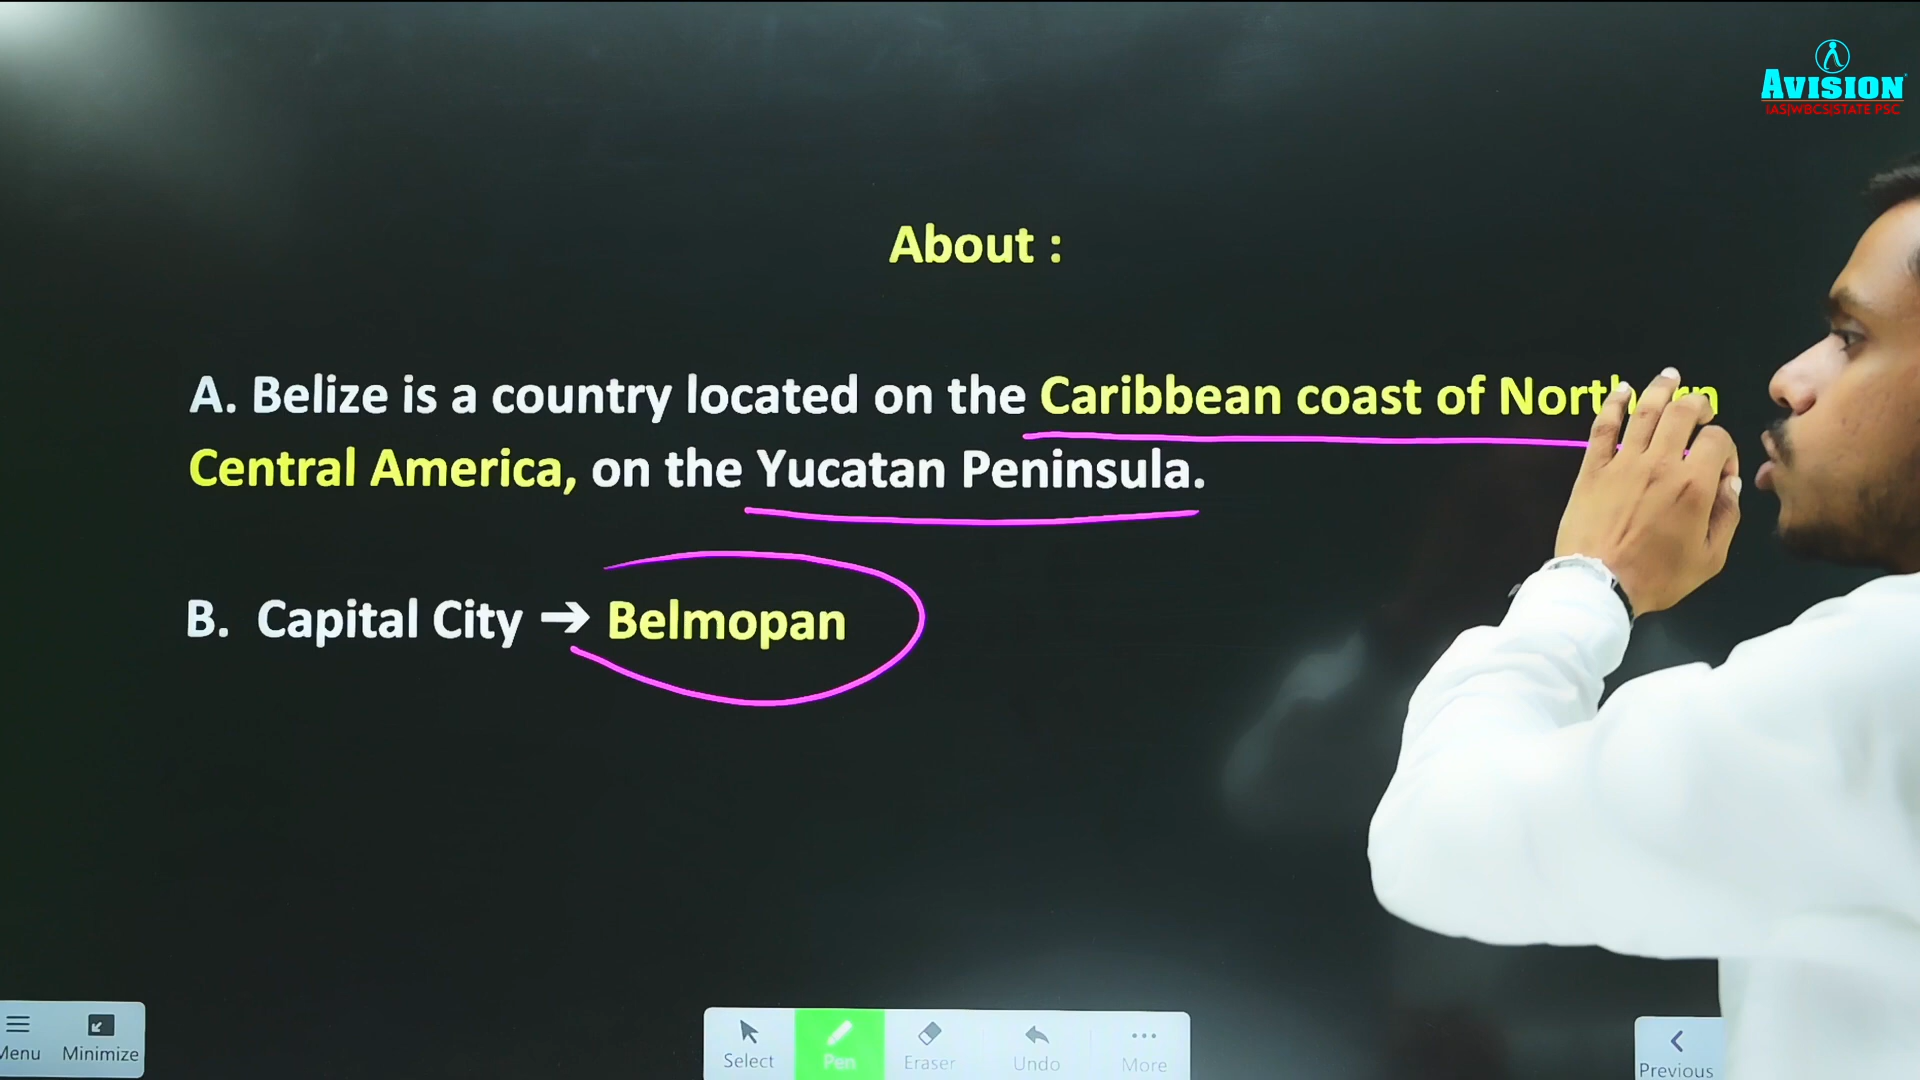 AVISION
IAS|WBCS|STATE PSC
About :
A. Belize is a country located on the Caribbean coast of Northern
Central America, on the Yucatan Peninsula.
B. Capital City ➔ Belmopan
Menu
Minimize
Select
Pen
Eraser
Undo
More
Previous